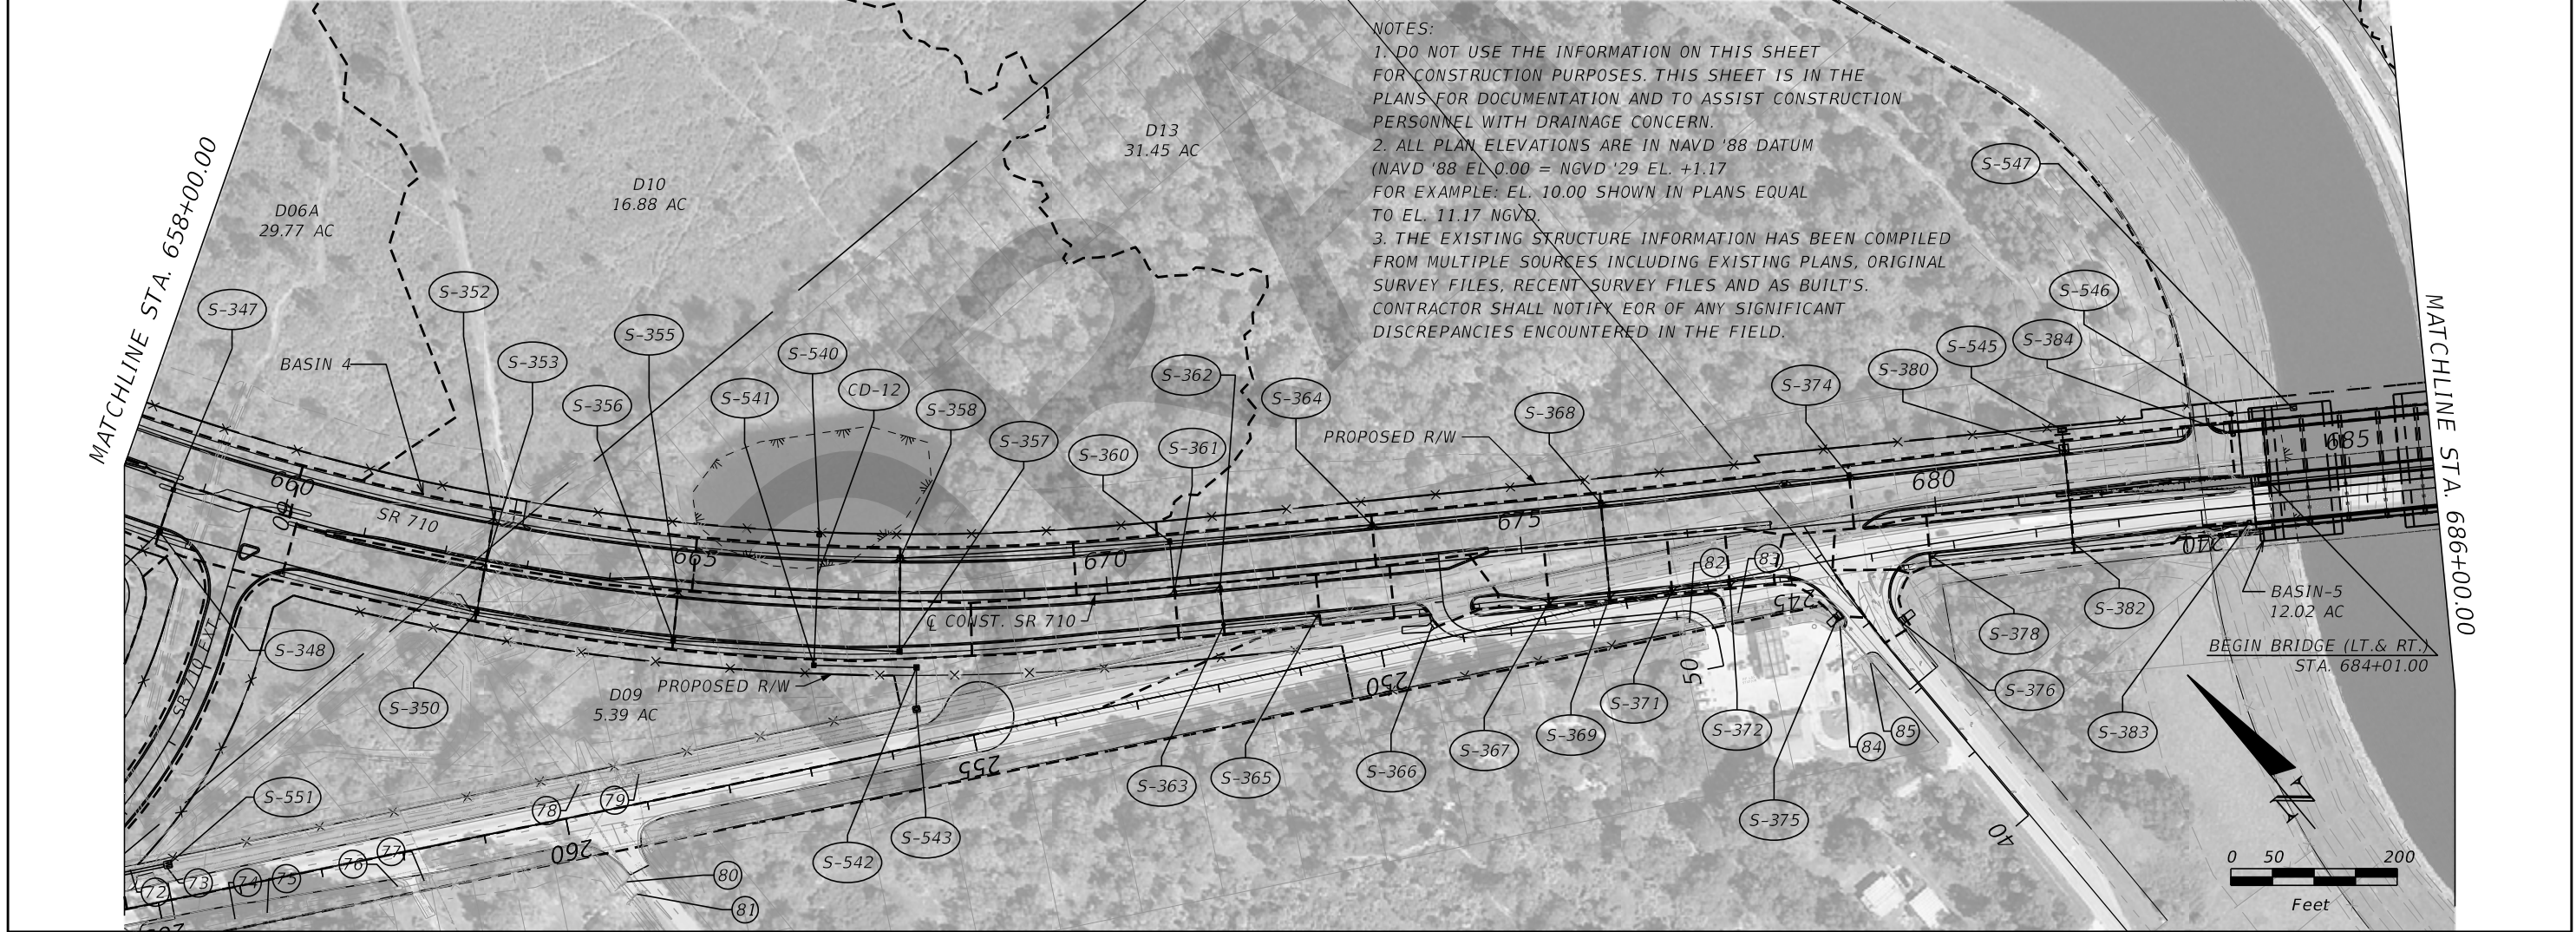 NOTES:
1. DO NOT USE THE INFORMATION ON THIS SHEET
FOR CONSTRUCTION PURPOSES. THIS SHEET IS IN THE
PLANS FOR DOCUMENTATION AND TO ASSIST CONSTRUCTION
PERSONNEL WITH DRAINAGE CONCERN.
2. ALL PLAN ELEVATIONS ARE IN NAVD '88 DATUM
(NAVD '88 EL 0.00 = NGVD '29 EL. +1.17
FOR EXAMPLE: EL. 10.00 SHOWN IN PLANS EQUAL
TO EL. 11.17 NGVD.
3. THE EXISTING STRUCTURE INFORMATION HAS BEEN COMPILED
FROM MULTIPLE SOURCES INCLUDING EXISTING PLANS, ORIGINAL
SURVEY FILES, RECENT SURVEY FILES AND AS BUILT'S.
CONTRACTOR SHALL NOTIFY EOR OF ANY SIGNIFICANT
DISCREPANCIES ENCOUNTERED IN THE FIELD.
MATCHLINE STA. 658+00.00
D06A
29.77 AC
D10
16.88 AC
D13
31.45 AC
S-547
S-546
S-347
S-352
BASIN 4
S-353
S-355
S-356
S-540
S-541
CD-12
S-358
S-357
S-362
S-360
S-361
S-364
PROPOSED R/W
S-368
S-374
S-380
S-545
S-384
MATCHLINE STA. 686+00.00
660
SR 710
665
670
675
680
685
50
240
245
82
83
℄ CONST. SR 710
S-348
SR 710 EXT
S-350
D09
5.39 AC
PROPOSED R/W
250
50
S-371
S-372
S-369
S-367
S-366
S-365
S-363
S-378
S-376
S-382
S-383
BASIN-5
12.02 AC
BEGIN BRIDGE (LT.& RT.)
STA. 684+01.00
84
85
S-375
S-551
78
79
255
S-543
S-542
260
72
73
74
75
76
77
80
81
40
N
0 50 200
Feet